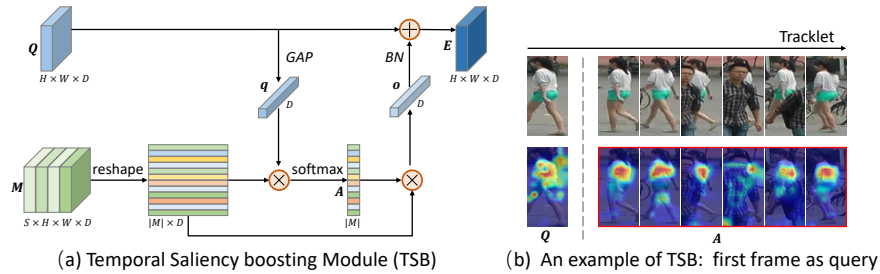 Q
H × W × D
GAP
q
D
BN
o
D
E
H × W × D
M
S × H × W × D
reshape
|M| × D
softmax
A
|M|
(a) Temporal Saliency boosting Module (TSB)
Tracklet
Q
A
(b) An example of TSB: first frame as query